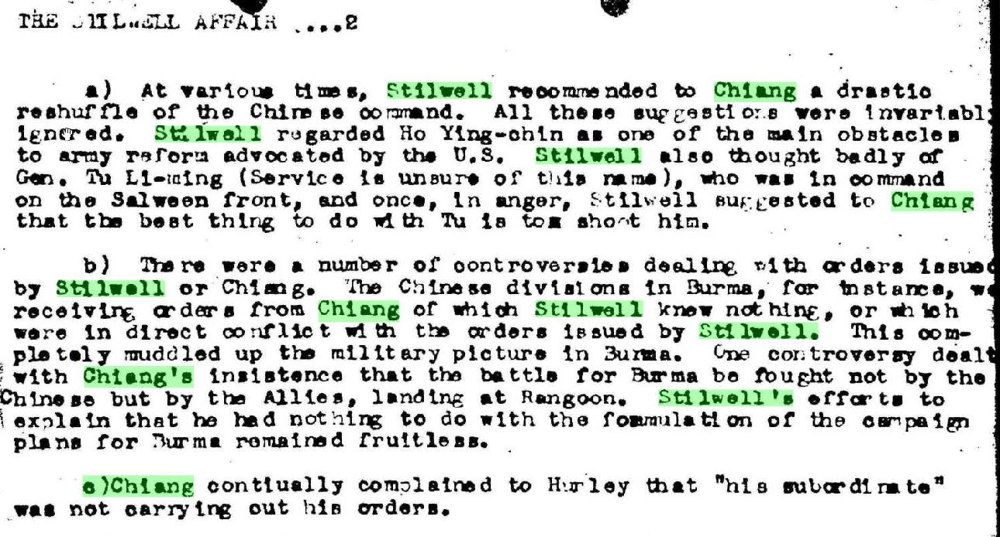 THE STILWELL AFFAIR ....2
a) At various times, Stilwell recommended to Chiang a drastic
reshuffle of the Chinese command. All these suggestions were invariabl
ignored. Stilwell regarded Ho Ying-chin as one of the main obstacles
to army reform advocated by the U.S. Stilwell also thought badly of
Gen. Tu Li-ming (Service is unsure of this name), who was in command
on the Salween front, and once, in anger, Stilwell suggested to Chiang
that the best thing to do with Tu is tom shoot him.
b) There were a number of controversies dealing with orders issue
by Stilwell or Chiang. The Chinese divisions in Burma, for instance, we
receiving orders from Chiang of which Stilwell knew nothing, or which
were in direct conflict with the orders issued by Stilwell. This com-
pletely muddled up the military picture in Burma. One controversy dealt
with Chiang's insistence that the battle for Burma be fought not by the
Chinese but by the Allies, landing at Rangoon. Stilwell's efforts to
explain that he had nothing to do with the fommulation of the campaign
plans for Burma remained fruitless.
c)Chiang contiually complained to Hurley that "his subordinate"
was not carrying out his orders.